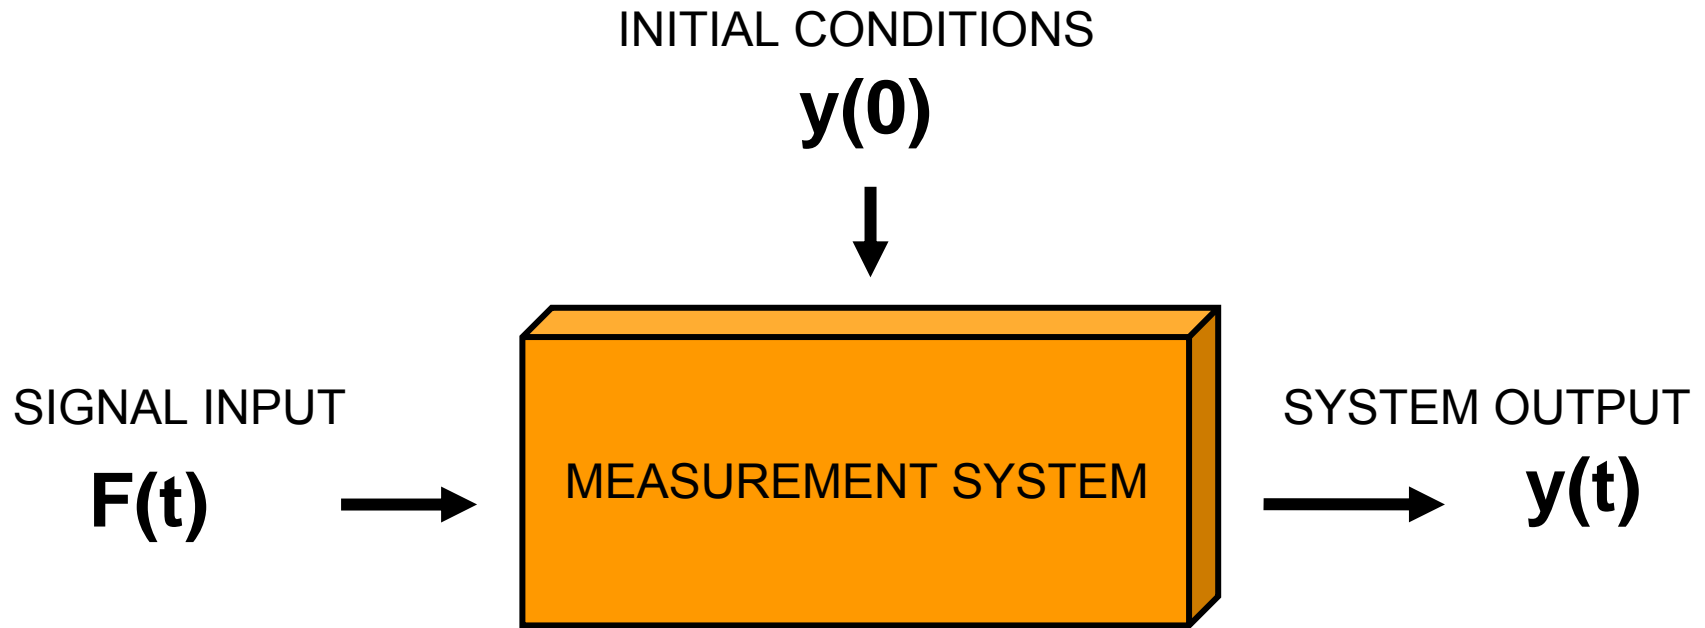 INITIAL CONDITIONS
y(0)
SIGNAL INPUT
F(t)
MEASUREMENT SYSTEM
SYSTEM OUTPUT
y(t)